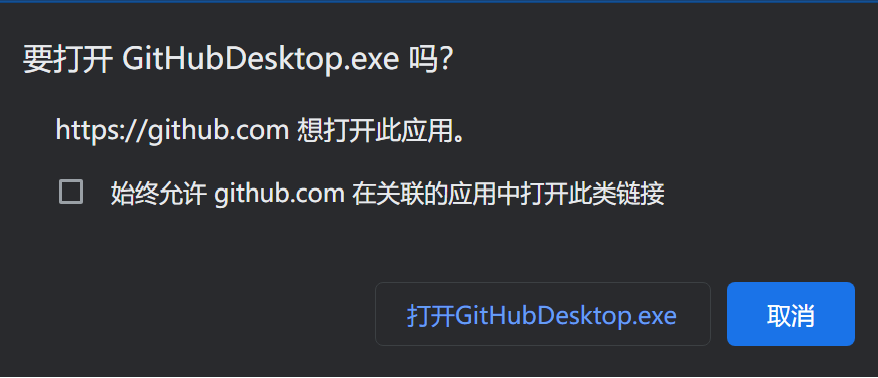 要打开 GitHubDesktop.exe 吗？
https://github.com 想打开此应用。
始终允许 github.com 在关联的应用中打开此类链接
打开GitHubDesktop.exe
取消